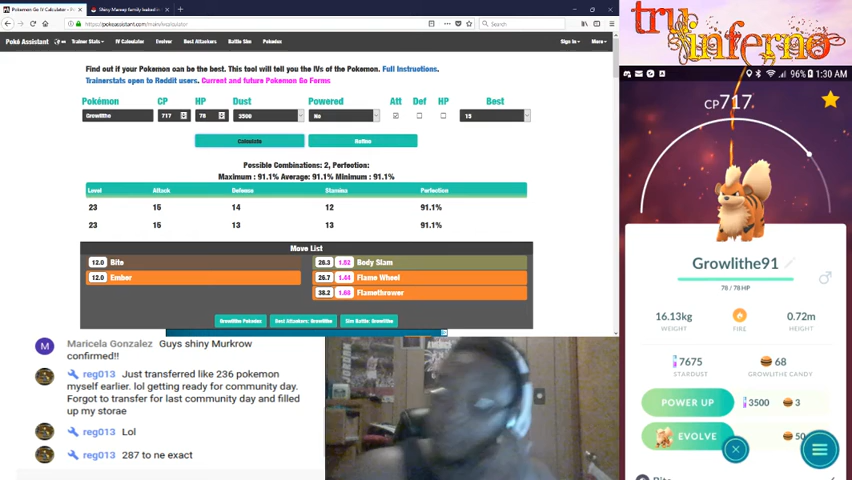 Pokemon Go IV Calculator - Pok
Shiny Murkrow family leaked in
https://pokeassistant.com/main/ivcalculator
Search
Poké Assistant
Trainer Stats
IV Calculator
Evolver
Best Attackers
Battle Sim
Pokedex
Sign In
More
Find out if your Pokemon can be the best. This tool will tell you the IVs of the Pokemon. Full Instructions.
Trainerstats open to Reddit users. Current and future Pokemon Go Forms
Pokémon CP HP Dust Powered Att Def HP Best
Growlithe 717 78 3500 No 15
Calculate Refine
Possible Combinations: 2, Perfection:
Maximum : 91.1% Average: 91.1% Minimum : 91.1%
Level Attack Defense Stamina Perfection
23 15 14 12 91.1%
23 15 13 13 91.1%
Move List
12.0 Bite 26.3 1.52 Body Slam
12.0 Ember 26.7 1.44 Flame Wheel
38.2 1.68 Flamethrower
Growlithe Pokedex Best Attackers: Growlithe Sim Battle: Growlithe
M Maricela Gonzalez Guys shiny Murkrow
confirmed!!
reg013 Just transferred like 236 pokemon
myself earlier. lol getting ready for community day.
Forgot to transfer for last community day and filled
up my storae
reg013 Lol
reg013 287 to ne exact
tru
inferno
96% 1:30 AM
CP717
Growlithe91
78 / 78 HP
16.13kg
WEIGHT
FIRE
0.72m
HEIGHT
7675
STARDUST
68
GROWLITHE CANDY
POWER UP 3500 3
EVOLVE 50
Bite